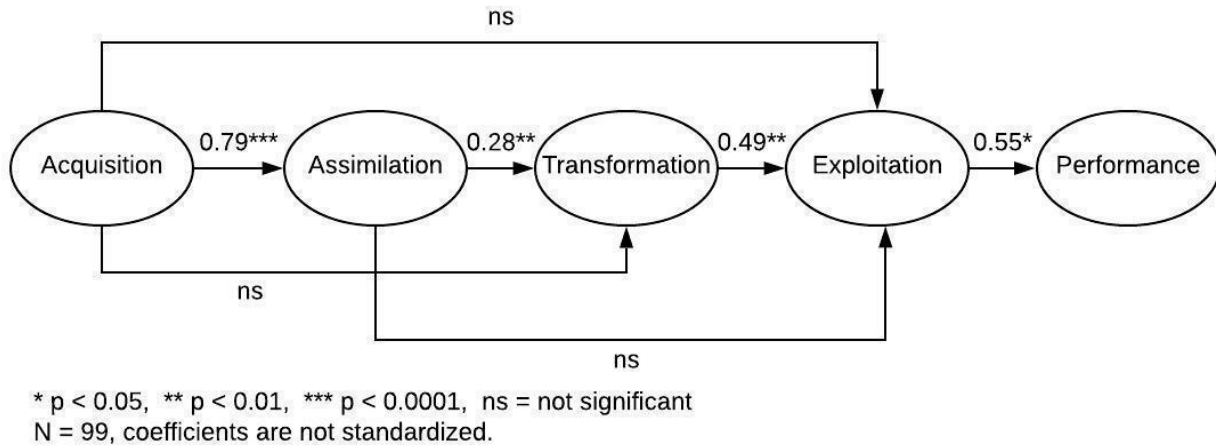 ns
0.79***
0.28**
0.49**
0.55*
Acquisition
Assimilation
Transformation
Exploitation
Performance
ns
ns
* p < 0.05, ** p < 0.01, *** p < 0.0001, ns = not significant
N = 99, coefficients are not standardized.